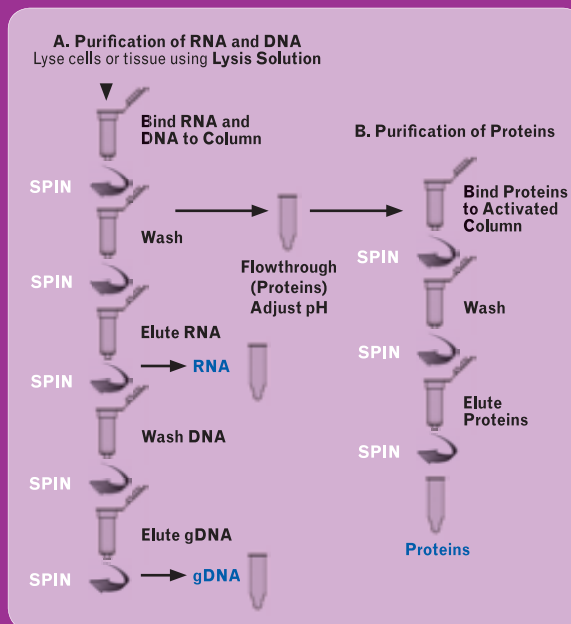 A. Purification of RNA and DNA
Lyse cells or tissue using Lysis Solution
Bind RNA and
DNA to Column
SPIN
Wash
SPIN
Elute RNA
RNA
SPIN
Wash DNA
SPIN
Elute gDNA
gDNA
SPIN
Flowthrough
(Proteins)
Adjust pH
B. Purification of Proteins
Bind Proteins
to Activated
Column
SPIN
Wash
SPIN
Elute
Proteins
SPIN
Proteins